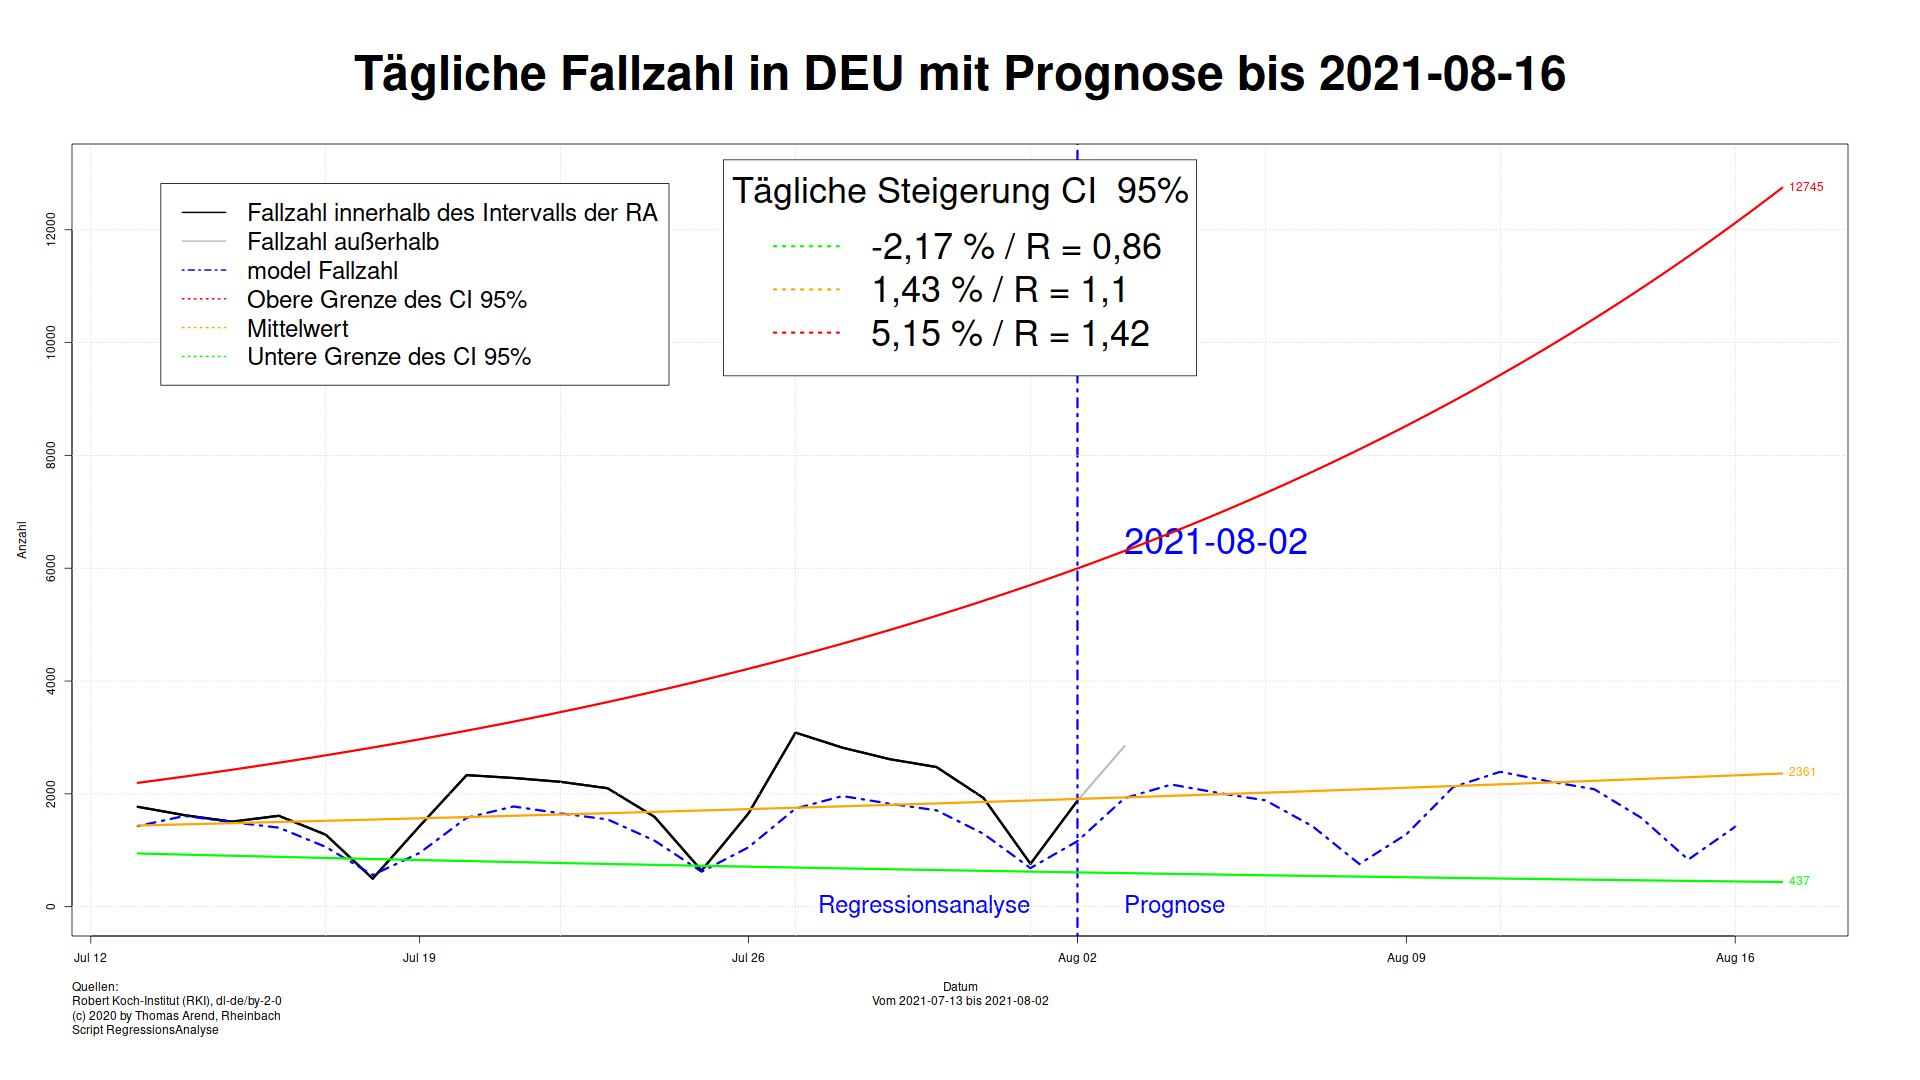 Tägliche Fallzahl in DEU mit Prognose bis 2021-08-16
Fallzahl innerhalb des Intervalls der RA
Fallzahl außerhalb
model Fallzahl
Obere Grenze des CI 95%
Mittelwert
Untere Grenze des CI 95%
Tägliche Steigerung CI  95%
-2,17 % / R = 0,86
1,43 % / R = 1,1
5,15 % / R = 1,42
12745
2021-08-02
2361
437
Regressionsanalyse
Prognose
Anzahl
12000
10000
8000
6000
4000
2000
0
Jul 12
Jul 19
Jul 26
Aug 02
Aug 09
Aug 16
Datum
Vom 2021-07-13 bis 2021-08-02
Quellen:
Robert Koch-Institut (RKI), dl-de/by-2-0
(c) 2020 by Thomas Arend, Rheinbach
Script RegressionsAnalyse